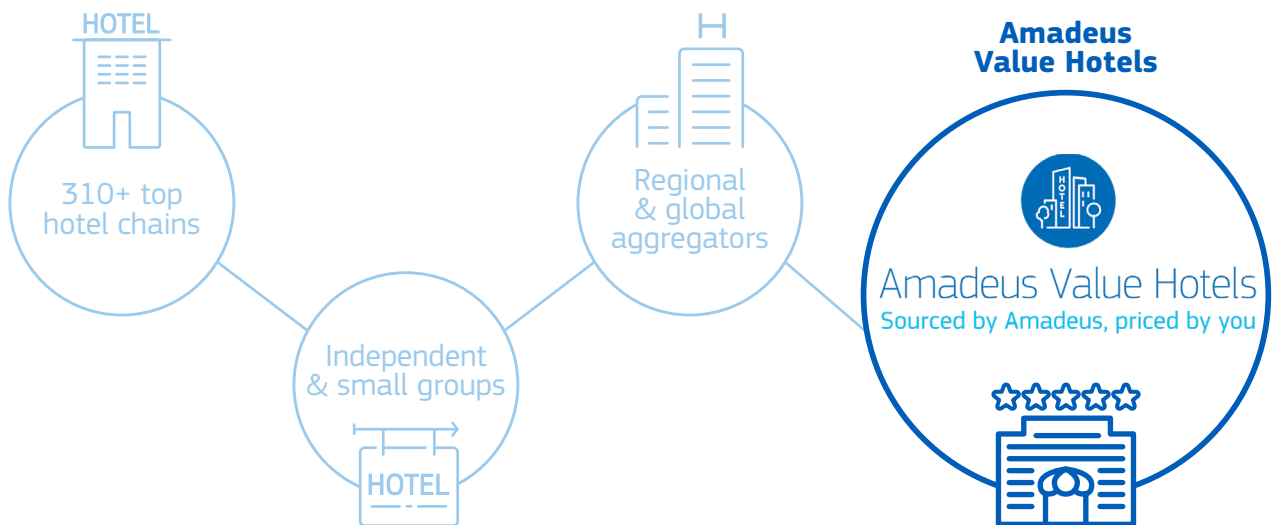 HOTEL
310+ top
hotel chains
Independent
& small groups
HOTEL
H
Regional
& global
aggregators
Amadeus
Value Hotels
HOTEL
Amadeus Value Hotels
Sourced by Amadeus, priced by you